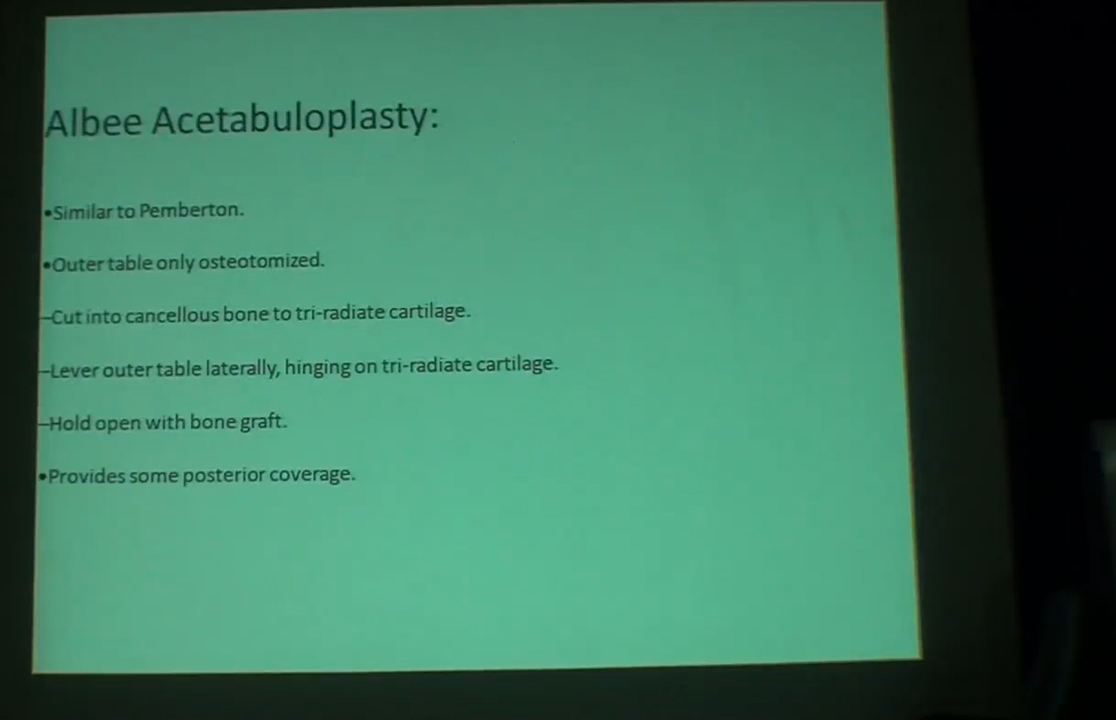 Albee Acetabuloplasty:
•Similar to Pemberton.
•Outer table only osteotomized.
–Cut into cancellous bone to tri-radiate cartilage.
–Lever outer table laterally, hinging on tri-radiate cartilage.
–Hold open with bone graft.
•Provides some posterior coverage.